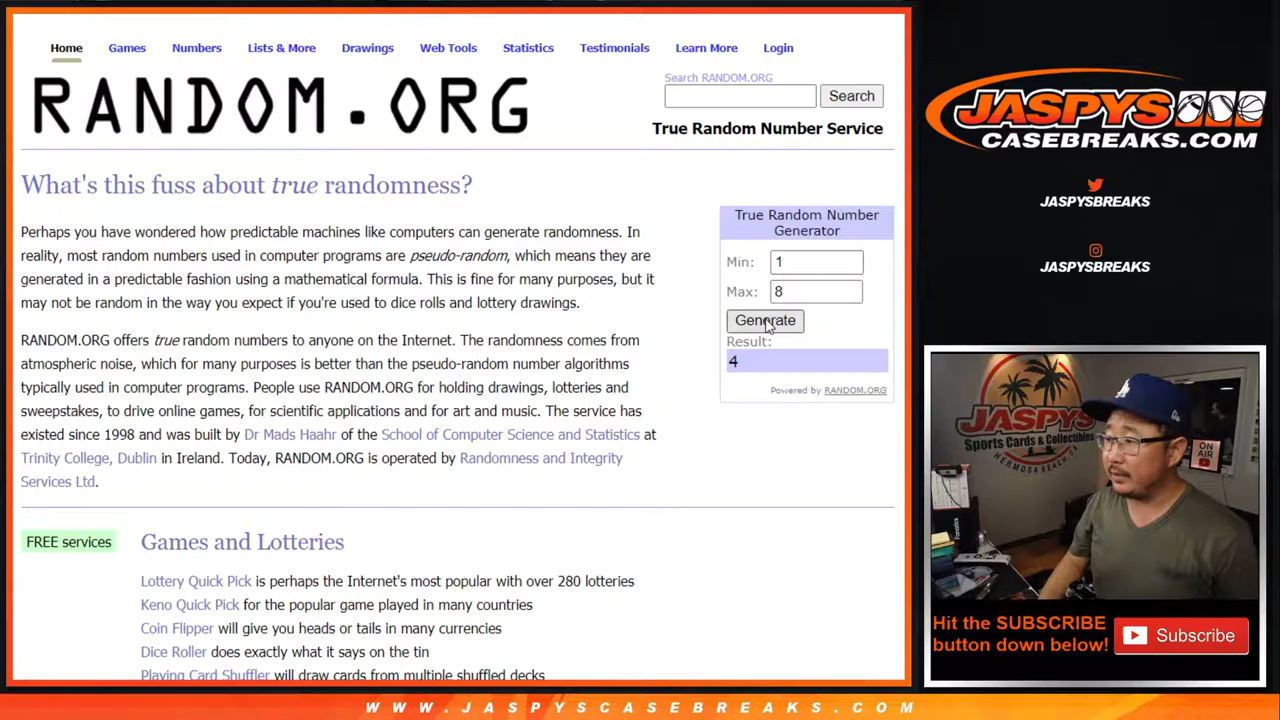 Home Games Numbers Lists & More Drawings Web Tools Statistics Testimonials Learn More Login
RANDOM.ORG
Search RANDOM.ORG
Search
True Random Number Service
What's this fuss about true randomness?
Perhaps you have wondered how predictable machines like computers can generate randomness. In
reality, most random numbers used in computer programs are pseudo-random, which means they are
generated in a predictable fashion using a mathematical formula. This is fine for many purposes, but it
may not be random in the way you expect if you're used to dice rolls and lottery drawings.
RANDOM.ORG offers true random numbers to anyone on the Internet. The randomness comes from
atmospheric noise, which for many purposes is better than the pseudo-random number algorithms
typically used in computer programs. People use RANDOM.ORG for holding drawings, lotteries and
sweepstakes, to drive online games, for scientific applications and for art and music. The service has
existed since 1998 and was built by Dr Mads Haahr of the School of Computer Science and Statistics at
Trinity College, Dublin in Ireland. Today, RANDOM.ORG is operated by Randomness and Integrity
Services Ltd.
True Random Number
Generator
Min: 1
Max: 8
Generate
Result:
4
Powered by RANDOM.ORG
FREE services
Games and Lotteries
Lottery Quick Pick is perhaps the Internet's most popular with over 280 lotteries
Keno Quick Pick for the popular game played in many countries
Coin Flipper will give you heads or tails in many currencies
Dice Roller does exactly what it says on the tin
Playing Card Shuffler will draw cards from multiple shuffled decks
JASPYS
CASEBREAKS.COM
JASPYSBREAKS
JASPYSBREAKS
JASPYS
Sports Cards & Collectibles
HERMOSA BEACH, CA
ON
AIR
Fanatics
LA
Hit the SUBSCRIBE
button down below!
Subscribe
WWW.JASPYSCASEBREAKS.COM